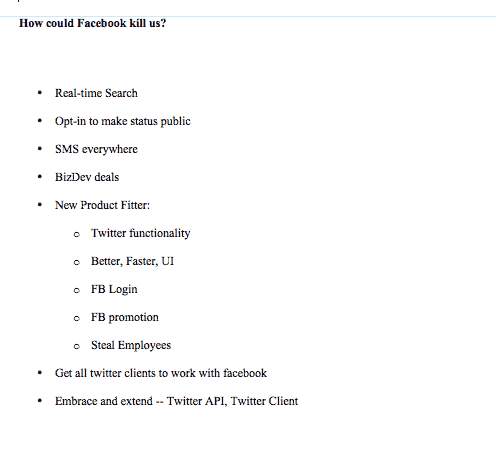 How could Facebook kill us?
• Real-time Search
• Opt-in to make status public
• SMS everywhere
• BizDev deals
• New Product Fitter:
o Twitter functionality
o Better, Faster, UI
o FB Login
o FB promotion
o Steal Employees
• Get all twitter clients to work with facebook
• Embrace and extend -- Twitter API, Twitter Client